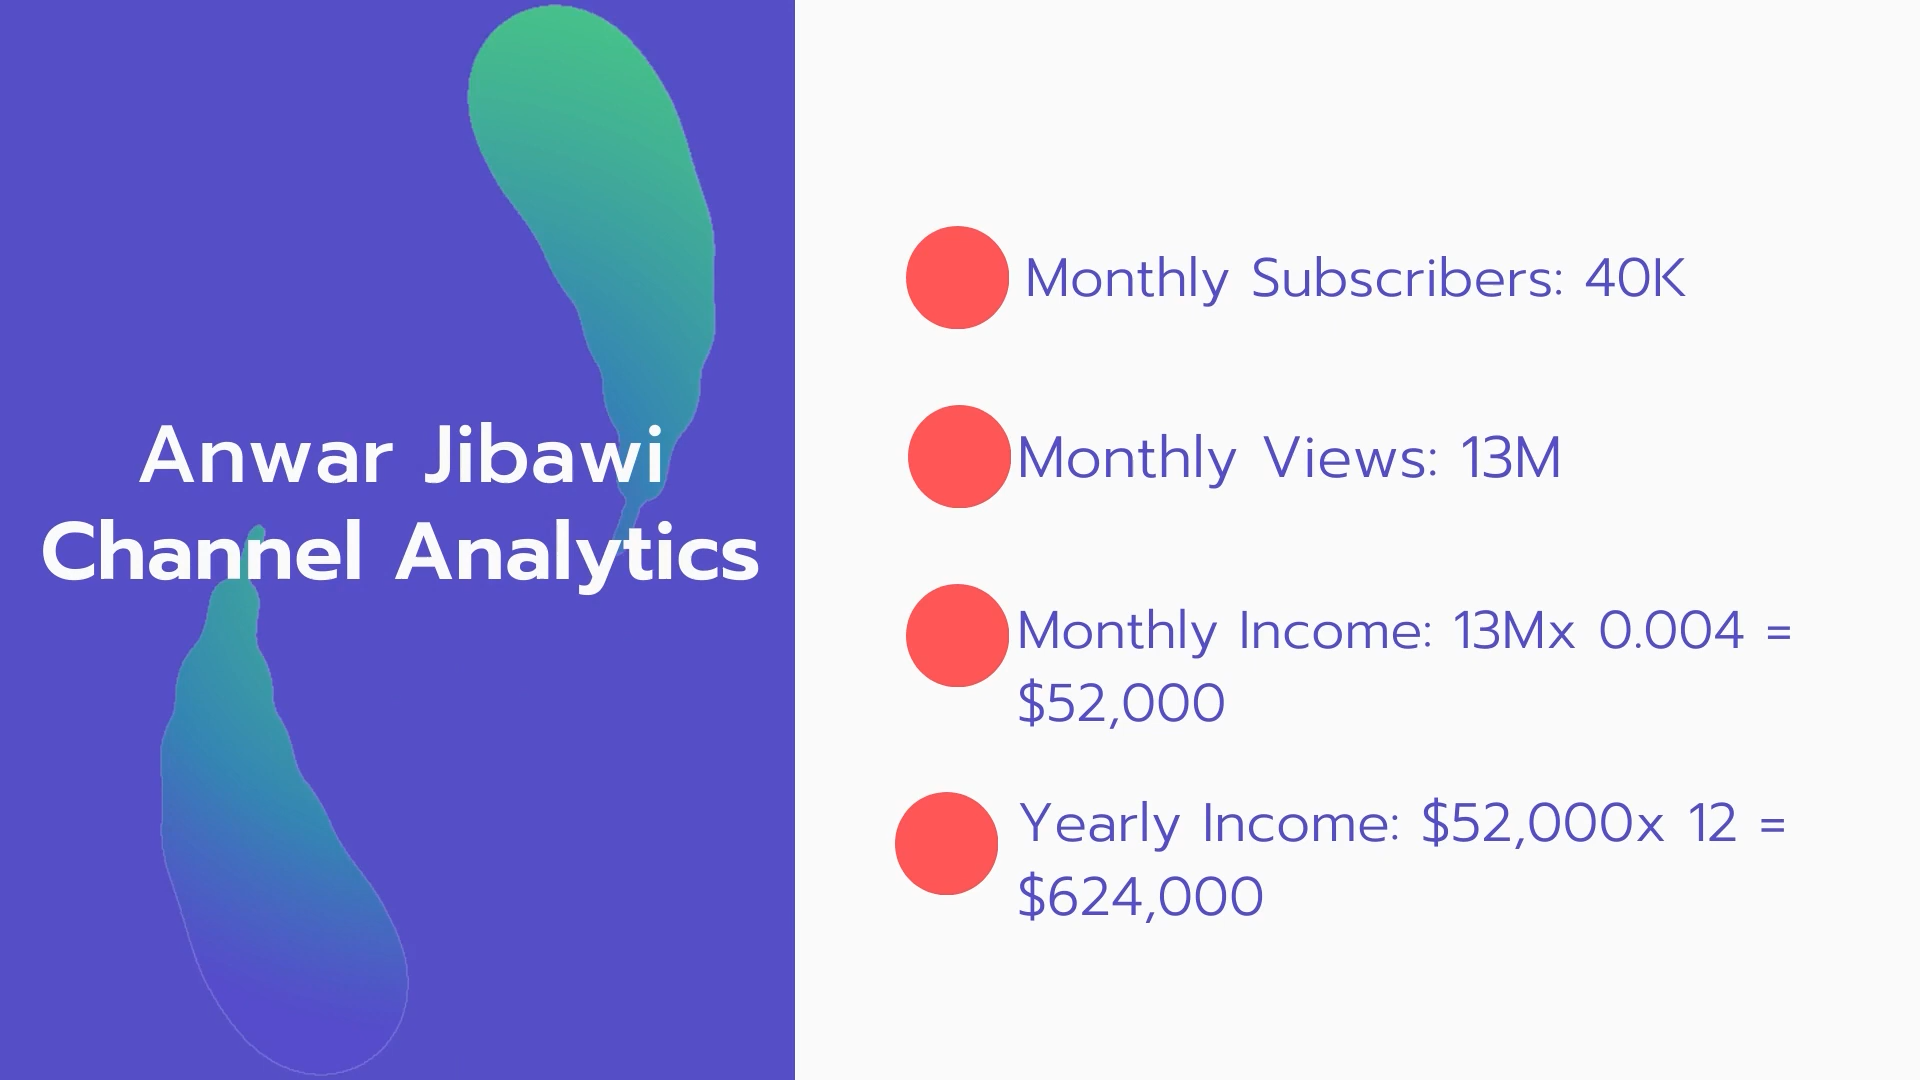 Anwar Jibawi
Channel Analytics
Monthly Subscribers: 40K
Monthly Views: 13M
Monthly Income: 13Mx 0.004 =
$52,000
Yearly Income: $52,000x 12 =
$624,000